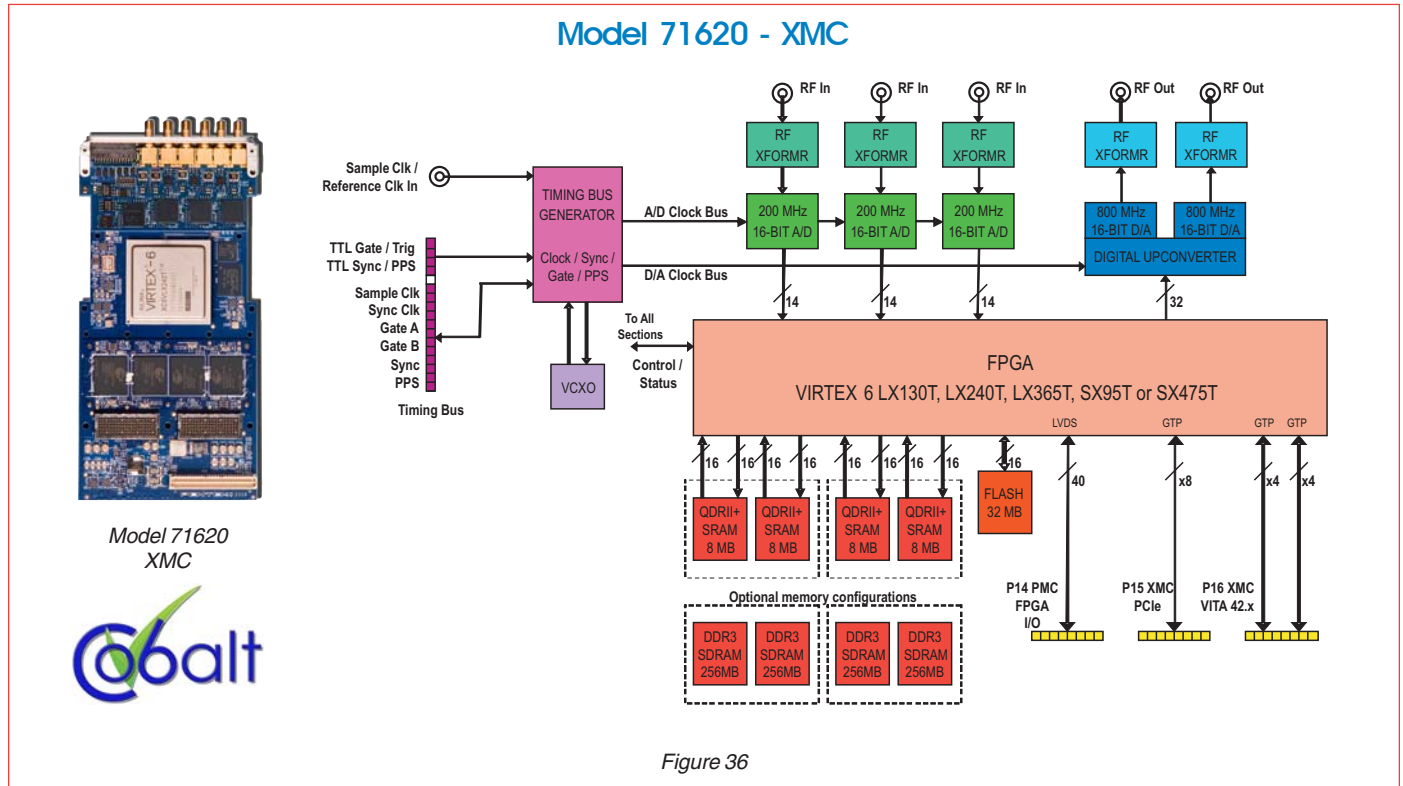 Model 71620 - XMC
RF In
RF In
RF In
RF Out
RF Out
RF
XFORMR
RF
XFORMR
RF
XFORMR
RF
XFORMR
RF
XFORMR
Sample Clk /
Reference Clk In
TIMING BUS
GENERATOR
Clock / Sync /
Gate / PPS
A/D Clock Bus
D/A Clock Bus
200 MHz
16-BIT A/D
200 MHz
16-BIT A/D
200 MHz
16-BIT A/D
800 MHz
16-BIT D/A
800 MHz
16-BIT D/A
DIGITAL UPCONVERTER
TTL Gate / Trig
TTL Sync / PPS
Sample Clk
Sync Clk
Gate A
Gate B
Sync
PPS
Timing Bus
VCXO
14
14
14
32
To All
Sections
Control /
Status
FPGA
VIRTEX 6 LX130T, LX240T, LX365T, SX95T or SX475T
LVDS
GTP
GTP
GTP
16
16
16
16
16
16
16
16
16
40
x8
x4
x4
QDRII+
SRAM
8 MB
QDRII+
SRAM
8 MB
QDRII+
SRAM
8 MB
QDRII+
SRAM
8 MB
FLASH
32 MB
Optional memory configurations
DDR3
SDRAM
256MB
DDR3
SDRAM
256MB
DDR3
SDRAM
256MB
DDR3
SDRAM
256MB
P14 PMC
FPGA
I/O
P15 XMC
PCIe
P16 XMC
VITA 42.x
VIRTEX-6
Model 71620
XMC
Cobalt
Figure 36